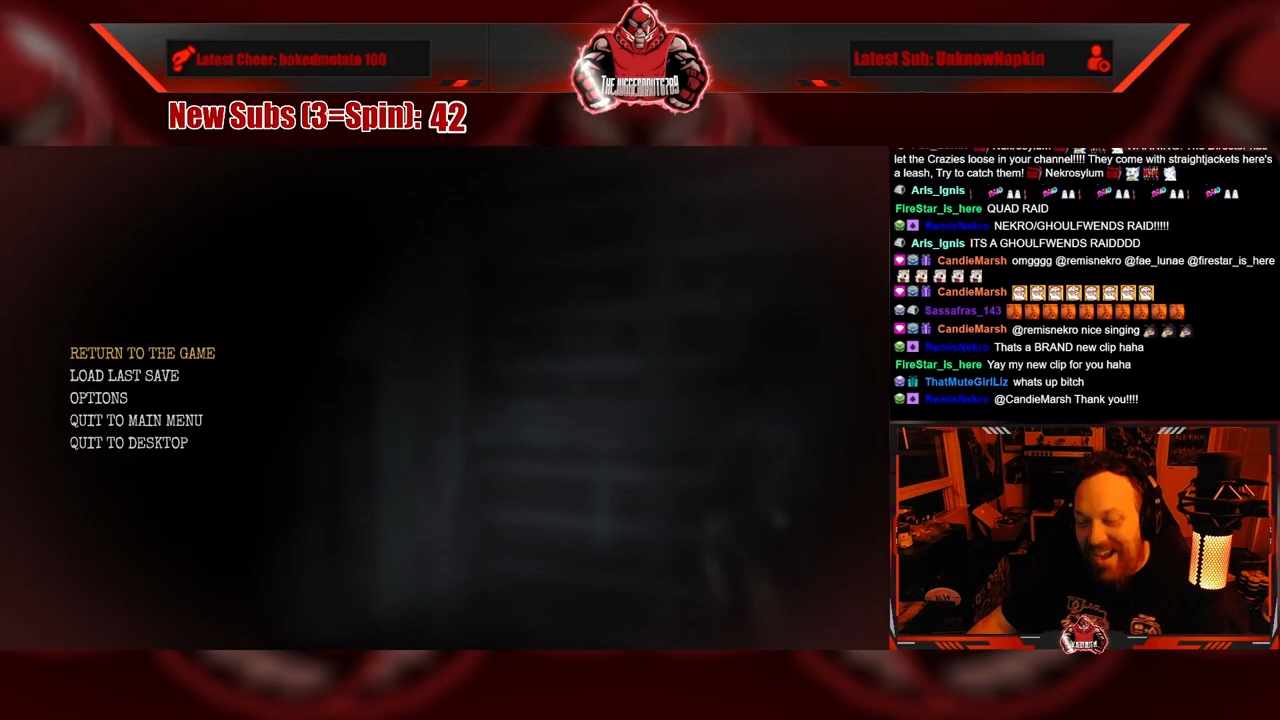 Latest Cheer: bakedmotato 100
THEJUGGERNAUT6789
Latest Sub: UnknowNapkin
New Subs (3=Spin): 42
RETURN TO THE GAME
LOAD LAST SAVE
OPTIONS
QUIT TO MAIN MENU
QUIT TO DESKTOP
let the Crazies loose in your channel!!!! They come with straightjackets here's
a leash, Try to catch them! Nekrosylum
Aris_Ignis
FireStar_is_here QUAD RAID
RemisNekro NEKRO/GHOULFWENDS RAID!!!!!
Aris_Ignis ITS A GHOULFWENDS RAIDDDD
CandieMarsh omgggg @remisnekro @fae_lunae @firestar_is_here
CandieMarsh
Sassafras_143
CandieMarsh @remisnekro nice singing
RemisNekro Thats a BRAND new clip haha
FireStar_is_here Yay my new clip for you haha
ThatMuteGirlLiz whats up bitch
RemisNekro @CandieMarsh Thank you!!!!